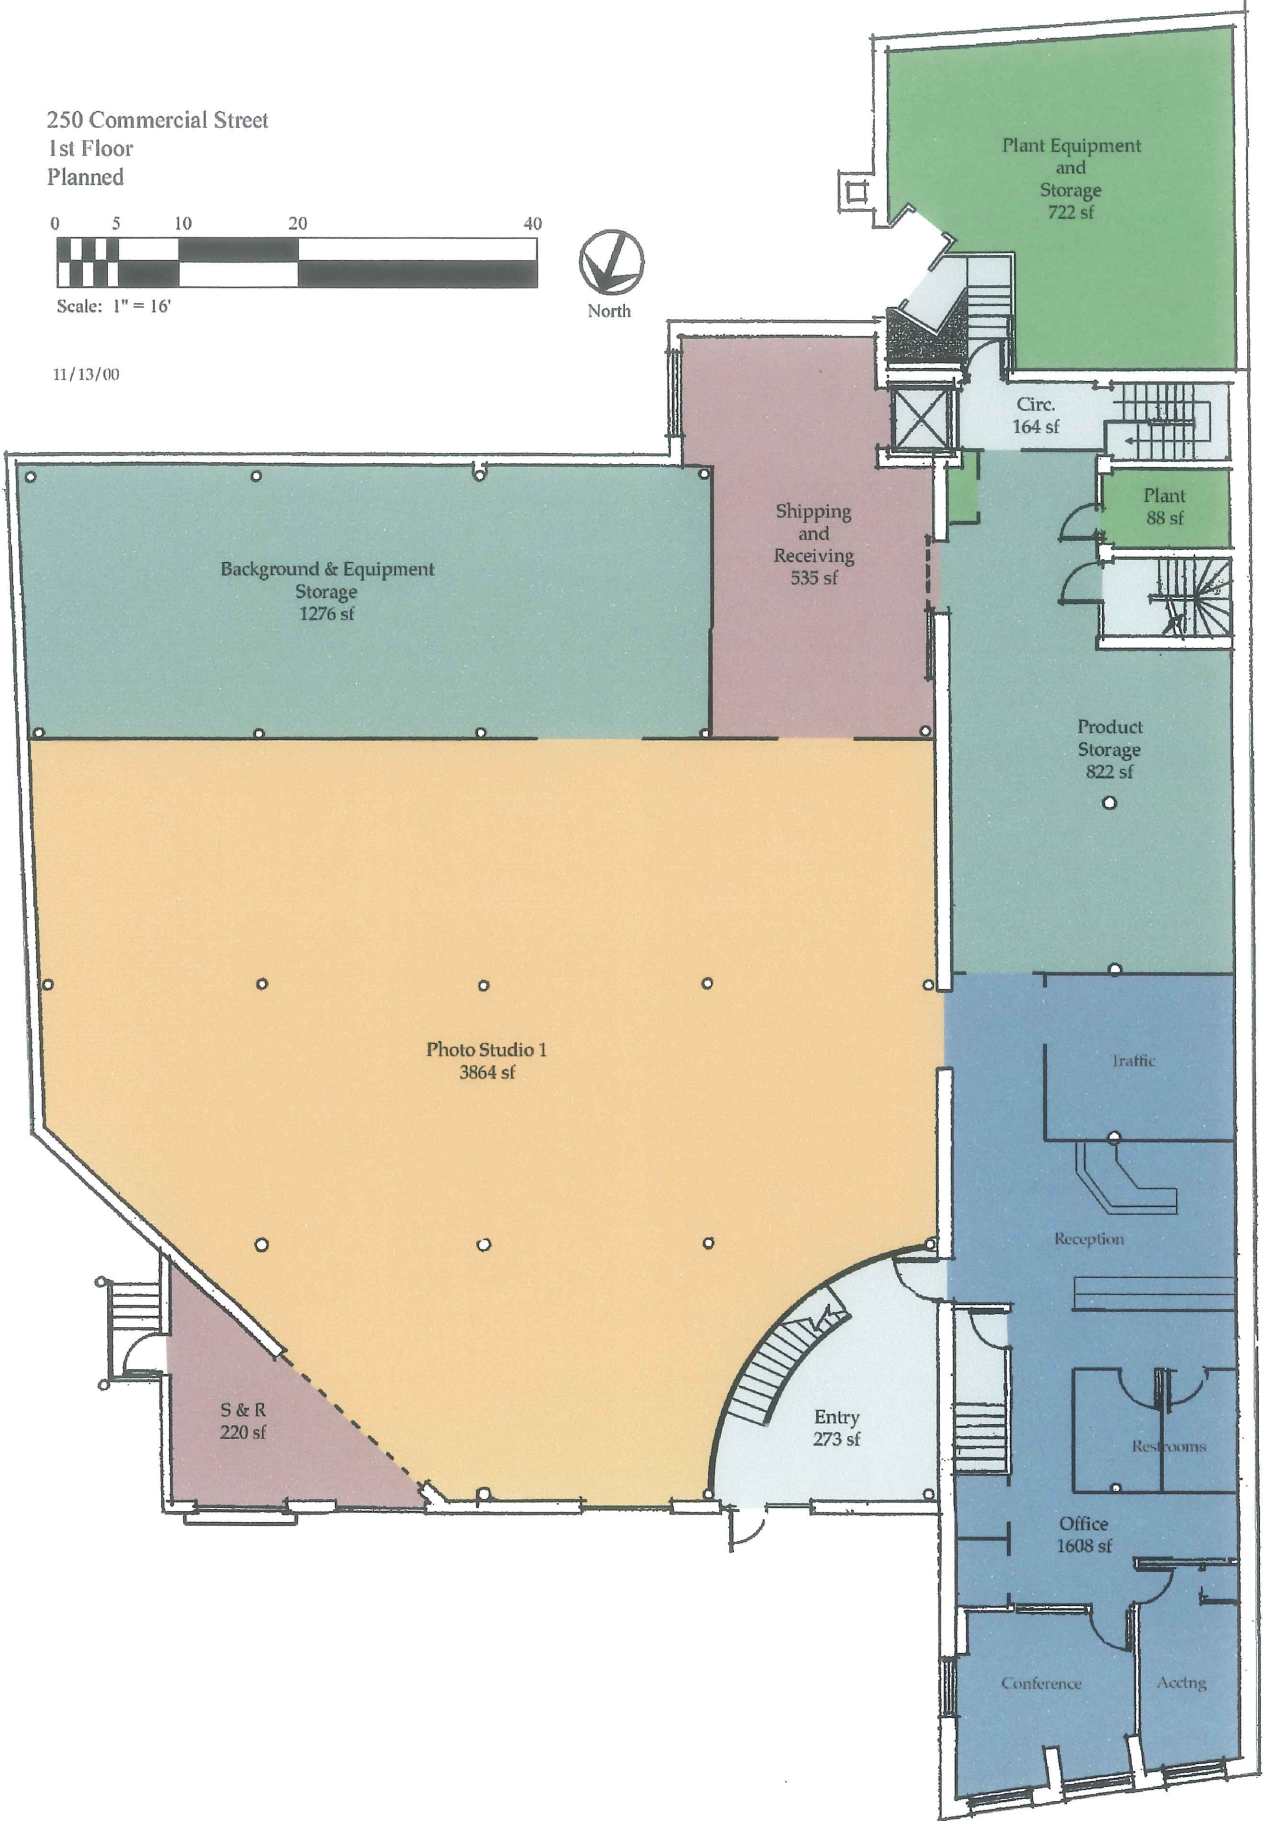 250 Commercial Street
1st Floor
Planned
0 5 10 20 40
Scale: 1" = 16'
North
11/13/00
Plant Equipment
and
Storage
722 sf
Circ.
164 sf
Plant
88 sf
Shipping
and
Receiving
535 sf
Background & Equipment
Storage
1276 sf
Product
Storage
822 sf
Photo Studio 1
3864 sf
Traffic
Reception
S & R
220 sf
Entry
273 sf
Restrooms
Office
1608 sf
Conference
Acctng